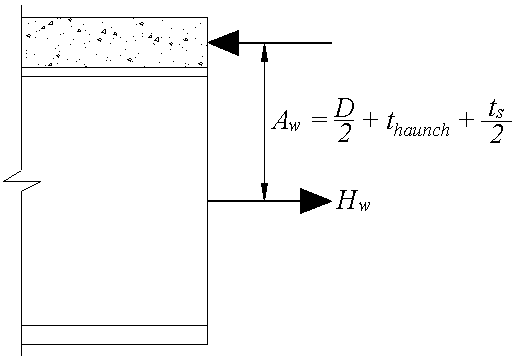 A_w = D/2 + t_haunch + t_s/2
H_w